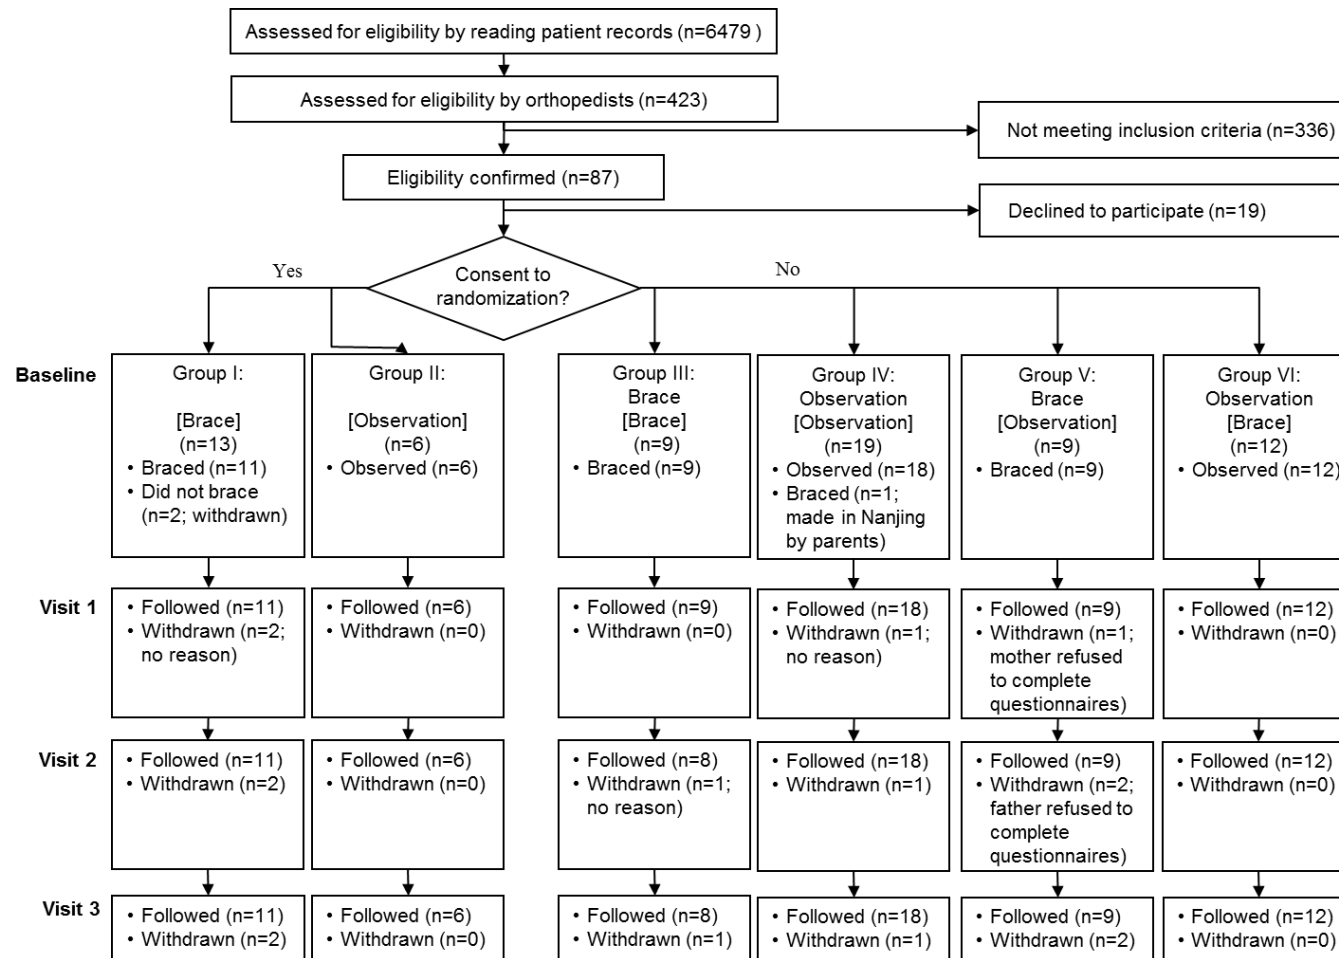 Assessed for eligibility by reading patient records (n=6479 )
Assessed for eligibility by orthopedists (n=423)
Not meeting inclusion criteria (n=336)
Eligibility confirmed (n=87)
Declined to participate (n=19)
Yes
No
Consent to
randomization?
Baseline
Group I:
[Brace]
(n=13)
• Braced (n=11)
• Did not brace
(n=2; withdrawn)
Group II:
[Observation]
(n=6)
• Observed (n=6)
Group III:
Brace
[Brace]
(n=9)
• Braced (n=9)
Group IV:
Observation
[Observation]
(n=19)
• Observed (n=18)
• Braced (n=1;
made in Nanjing
by parents)
Group V:
Brace
[Observation]
(n=9)
• Braced (n=9)
Group VI:
Observation
[Brace]
(n=12)
• Observed (n=12)
Visit 1
• Followed (n=11)
• Withdrawn (n=2;
no reason)
• Followed (n=6)
• Withdrawn (n=0)
• Followed (n=9)
• Withdrawn (n=0)
• Followed (n=18)
• Withdrawn (n=1;
no reason)
• Followed (n=9)
• Withdrawn (n=1;
mother refused
to complete
questionnaires)
• Followed (n=12)
• Withdrawn (n=0)
Visit 2
• Followed (n=11)
• Withdrawn (n=2)
• Followed (n=6)
• Withdrawn (n=0)
• Followed (n=8)
• Withdrawn (n=1;
no reason)
• Followed (n=18)
• Withdrawn (n=1)
• Followed (n=9)
• Withdrawn (n=2;
father refused to
complete
questionnaires)
• Followed (n=12)
• Withdrawn (n=0)
Visit 3
• Followed (n=11)
• Withdrawn (n=2)
• Followed (n=6)
• Withdrawn (n=0)
• Followed (n=8)
• Withdrawn (n=1)
• Followed (n=18)
• Withdrawn (n=1)
• Followed (n=9)
• Withdrawn (n=2)
• Followed (n=12)
• Withdrawn (n=0)